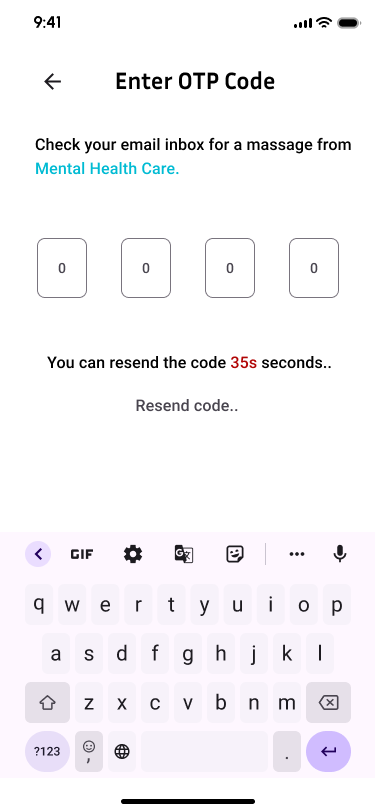 9:41
Enter OTP Code
Check your email inbox for a massage from
Mental Health Care.
0 0 0 0
You can resend the code 35s seconds..
Resend code..
GIF
q w e r t y u i o p
a s d f g h j k l
z x c v b n m
?123 , .